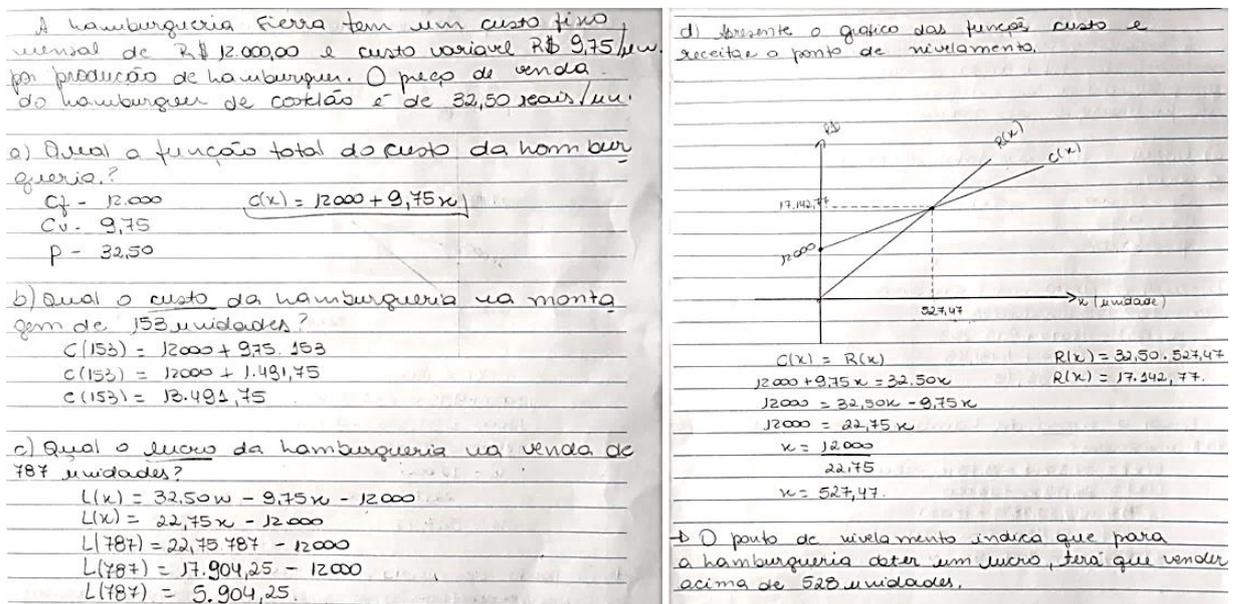 A hamburgueria Fierra tem um custo fixo
mensal de R$ 12.000,00 e custo variavel R$ 9,75/un.
por produção de hamburguer. O preço de venda
do hamburguer de costelão é de 32,50 reais/un.
a) Qual a função total do custo da hambur
gueria?
Cf - 12.000
C(x) = 12000 + 9,75x
Cv - 9,75
P - 32,50
b) Qual o custo da hamburgueria na monta
gem de 153 unidades?
C(153) = 12000 + 9,75. 153
C(153) = 12000 + 1.491,75
C(153) = 13.491,75
c) Qual o lucro da hamburgueria na venda de
787 unidades?
L(x) = 32,50x - 9,75x - 12000
L(x) = 22,75x - 12000
L(787) = 22,75.787 - 12000
L(787) = 17.904,25 - 12000
L(787) = 5.904,25.
d) Apresente o gráfico das funções custo e
receita e o ponto de nivelamento.
R$
R(x)
C(x)
17.142,77
12000
x (unidade)
527,47
C(x) = R(x)
12000 + 9,75x = 32,50x
12000 = 32,50x - 9,75x
12000 = 22,75x
x = 12000
22,75
x = 527,47.
R(x) = 32,50.527,47
R(x) = 17.142,77.
→ O ponto de nivelamento indica que para
a hamburgueria obter um lucro, terá que vender
acima de 528 unidades.